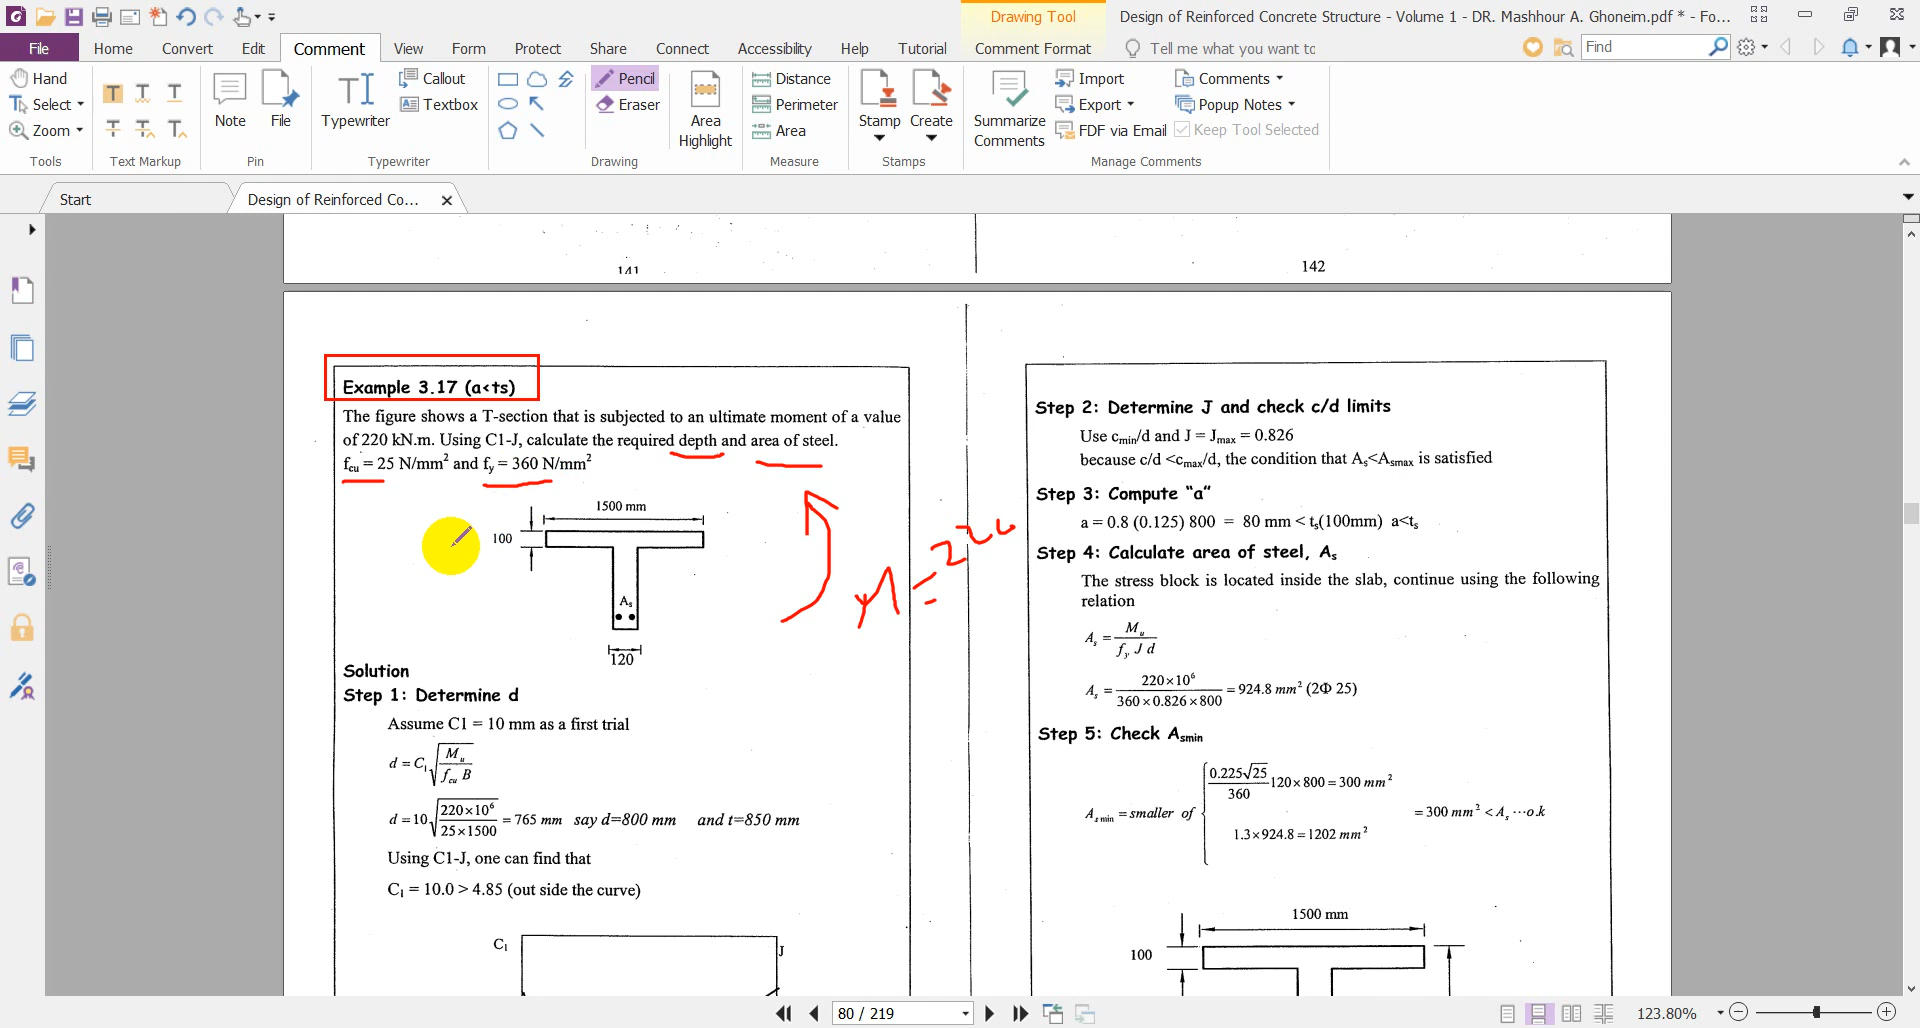 Drawing Tool
Design of Reinforced Concrete Structure - Volume 1 - DR. Mashhour A. Ghoneim.pdf * - Fo...
File Home Convert Edit Comment View Form Protect Share Connect Accessibility Help Tutorial Comment Format Tell me what you want to Find
Hand
Select
Zoom
Tools
Text Markup
Note
File
Pin
Typewriter
Callout
Textbox
Typewriter
Pencil
Eraser
Area
Highlight
Drawing
Distance
Perimeter
Area
Measure
Stamp
Create
Stamps
Summarize
Comments
Import
Export
FDF via Email
Comments
Popup Notes
Keep Tool Selected
Manage Comments
Start
Design of Reinforced Co...
141
142
Example 3.17 (a<ts)
The figure shows a T-section that is subjected to an ultimate moment of a value
of 220 kN.m. Using C1-J, calculate the required depth and area of steel.
fcu = 25 N/mm² and fy = 360 N/mm²
1500 mm
100
As
120
M = 220
Solution
Step 1: Determine d
Assume C1 = 10 mm as a first trial
d = C1 √(Mu / (fcu B))
d = 10 √(220×10⁶ / (25×1500)) = 765 mm say d=800 mm and t=850 mm
Using C1-J, one can find that
C1 = 10.0 > 4.85 (out side the curve)
C1
J
Step 2: Determine J and check c/d limits
Use cmin/d and J = Jmax = 0.826
because c/d <cmax/d, the condition that As<Asmax is satisfied
Step 3: Compute “a”
a = 0.8 (0.125) 800 = 80 mm < ts(100mm) a<ts
Step 4: Calculate area of steel, As
The stress block is located inside the slab, continue using the following
relation
As = Mu / (fy J d)
As = 220×10⁶ / (360×0.826×800) = 924.8 mm² (2Φ 25)
Step 5: Check Asmin
As min = smaller of
0.225√25 / 360 120×800 = 300 mm²
1.3×924.8 = 1202 mm²
= 300 mm² < As ⋯o.k
1500 mm
100
80 / 219
123.80%